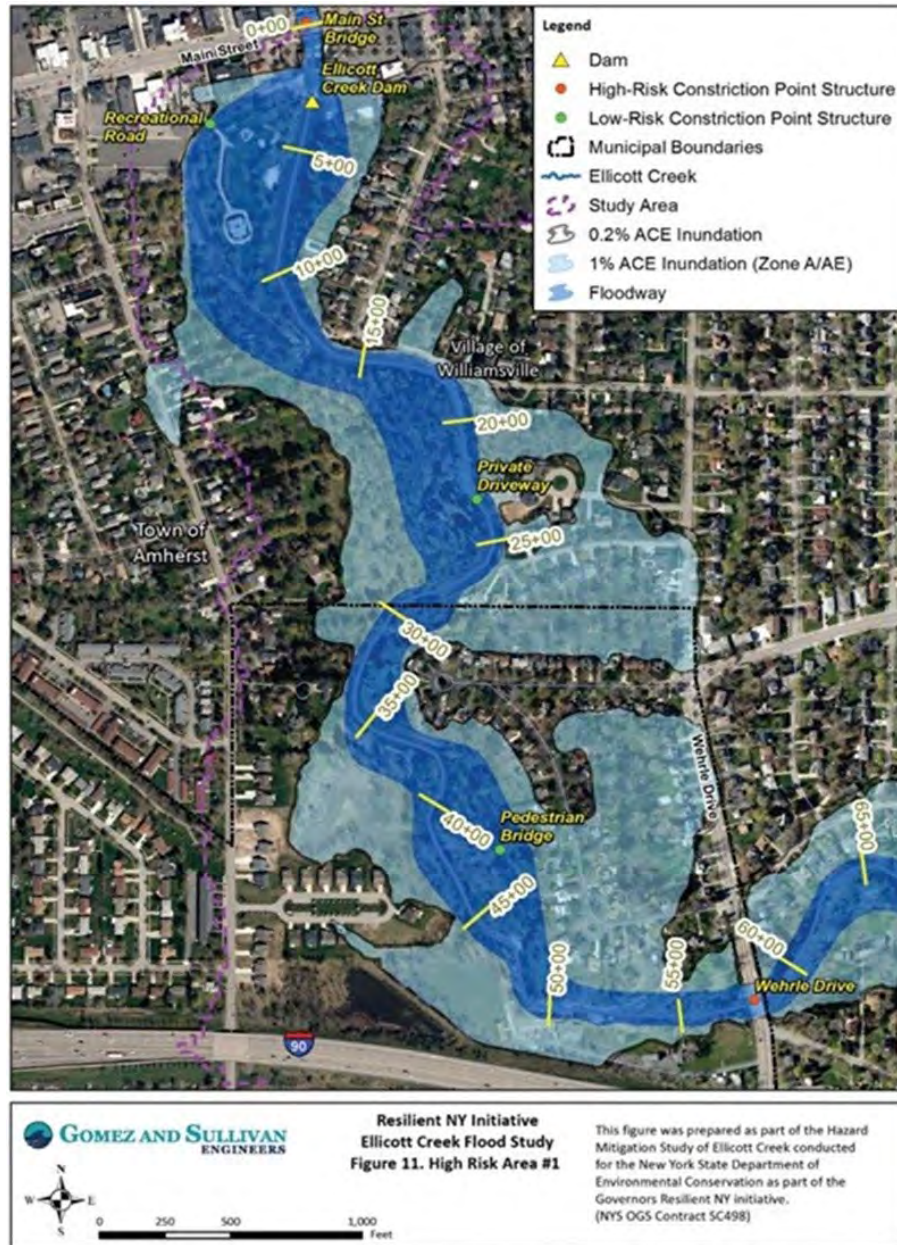 0+00
Main St
Bridge
Main Street
Ellicott
Creek Dam
Recreational
Road
5+00
10+00
15+00
Village of
Williamsville
20+00
Private
Driveway
25+00
Town of
Amherst
30+00
35+00
Wehrle Drive
40+00
Pedestrian
Bridge
45+00
50+00
55+00
60+00
65+00
Wehrle Drive
90
Legend
Dam
High-Risk Constriction Point Structure
Low-Risk Constriction Point Structure
Municipal Boundaries
Ellicott Creek
Study Area
0.2% ACE Inundation
1% ACE Inundation (Zone A/AE)
Floodway
GOMEZ AND SULLIVAN
ENGINEERS
N
W E
S
0 250 500 1,000
Feet
Resilient NY Initiative
Ellicott Creek Flood Study
Figure 11. High Risk Area #1
This figure was prepared as part of the Hazard
Mitigation Study of Ellicott Creek conducted
for the New York State Department of
Environmental Conservation as part of the
Governors Resilient NY initiative.
(NYS OGS Contract SC498)